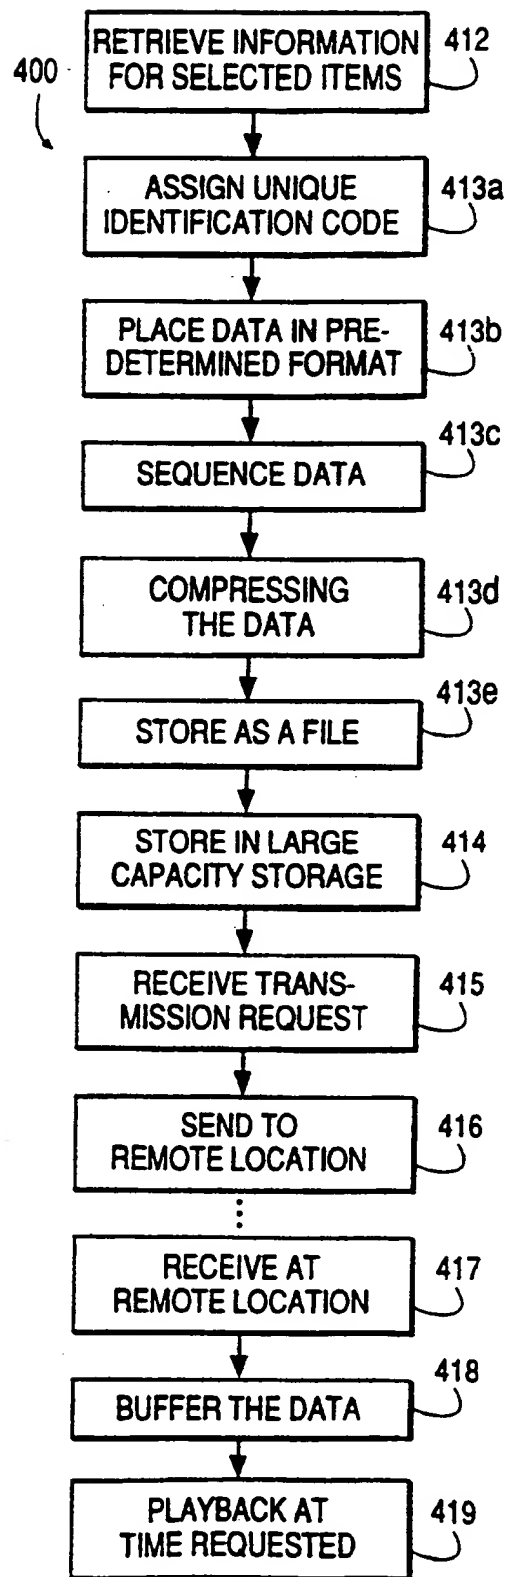 RETRIEVE INFORMATION
FOR SELECTED ITEMS
412
400
ASSIGN UNIQUE
IDENTIFICATION CODE
413a
PLACE DATA IN PRE-
DETERMINED FORMAT
413b
SEQUENCE DATA
413c
COMPRESSING
THE DATA
413d
STORE AS A FILE
413e
STORE IN LARGE
CAPACITY STORAGE
414
RECEIVE TRANS-
MISSION REQUEST
415
SEND TO
REMOTE LOCATION
416
RECEIVE AT
REMOTE LOCATION
417
BUFFER THE DATA
418
PLAYBACK AT
TIME REQUESTED
419